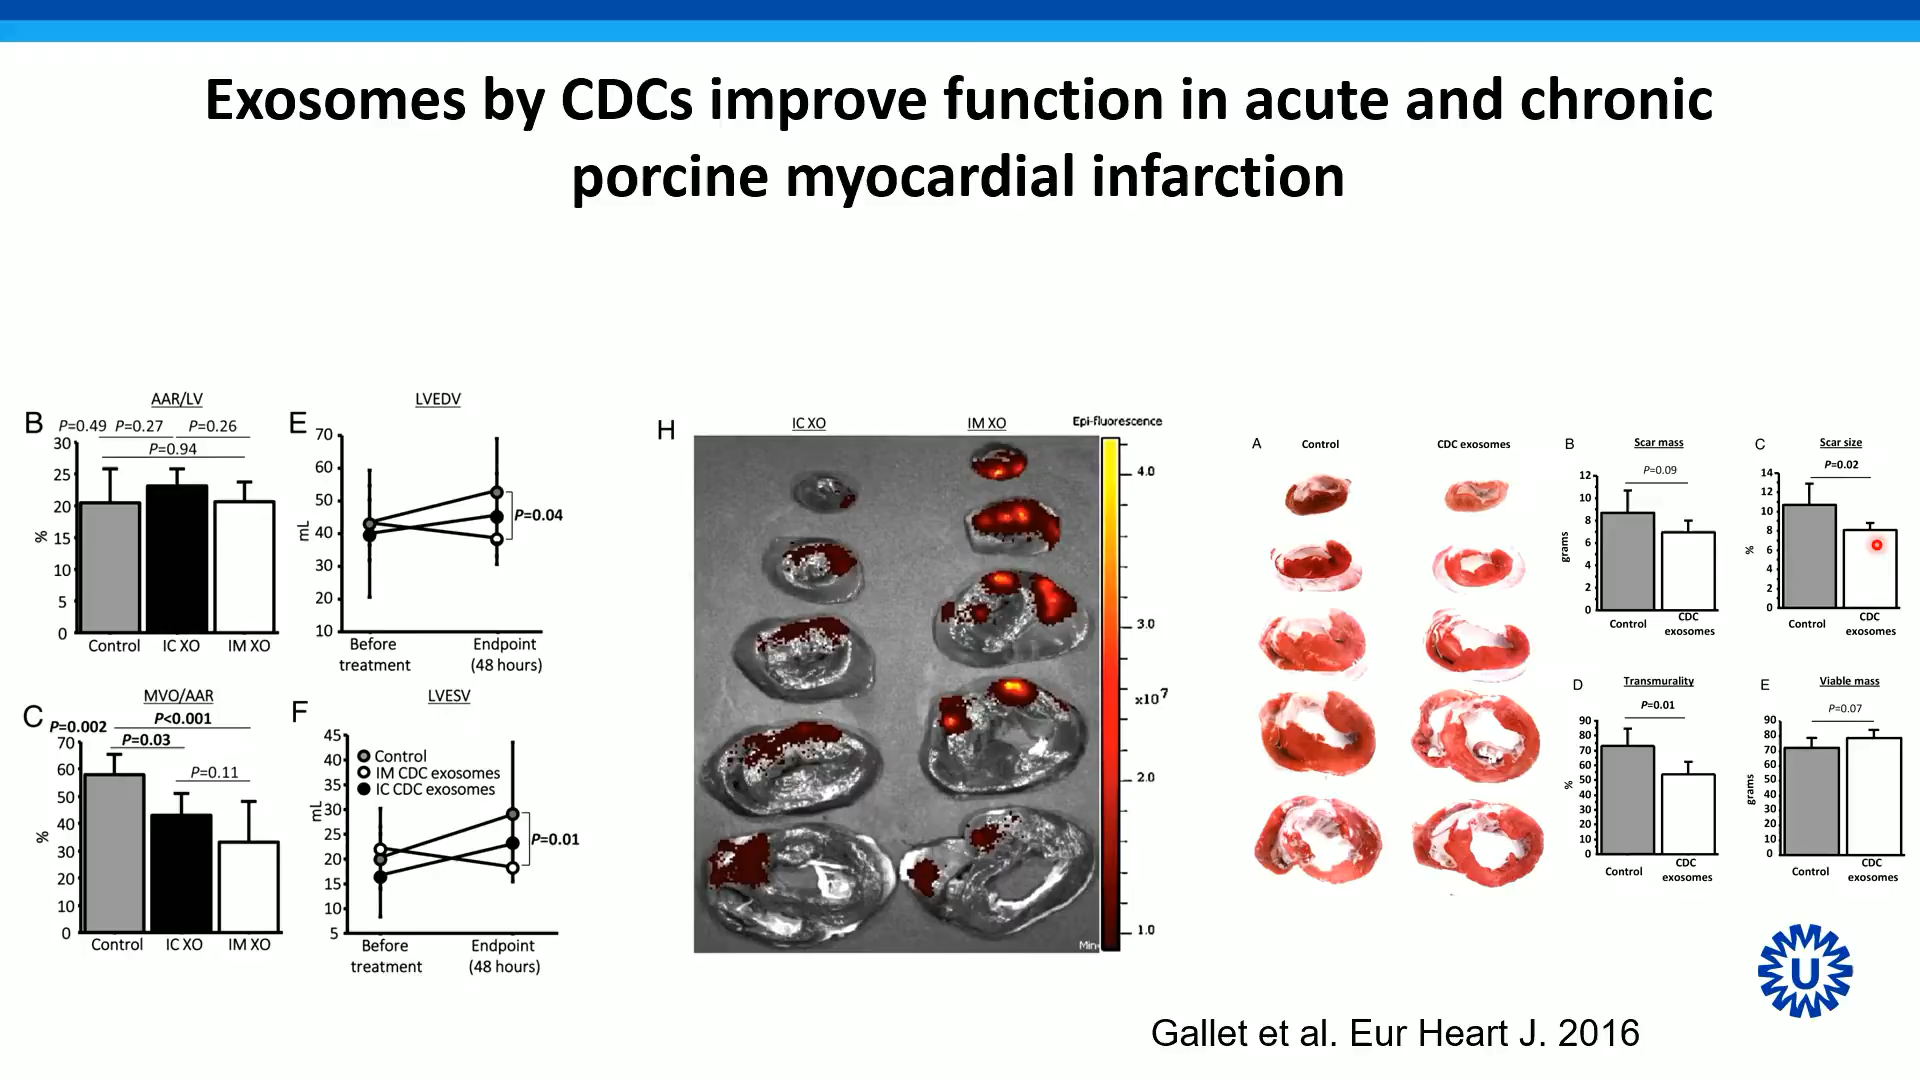 Exosomes by CDCs improve function in acute and chronic
porcine myocardial infarction
B
AAR/LV
P=0.49 P=0.27 P=0.26
P=0.94
30
25
20
15
10
5
0
%
Control IC XO IM XO
C
MVO/AAR
P=0.002
P<0.001
P=0.03
P=0.11
70
60
50
40
30
20
10
0
%
Control IC XO IM XO
E
LVEDV
70
60
50
40
30
20
10
mL
P=0.04
Before Endpoint
treatment (48 hours)
F
LVESV
45
40
35
30
25
20
15
10
5
mL
Control
IM CDC exosomes
IC CDC exosomes
P=0.01
Before Endpoint
treatment (48 hours)
H
IC XO IM XO
Epi-fluorescence
4.0
3.0
x10⁷
2.0
1.0
Min
A
Control CDC exosomes
B
Scar mass
P=0.09
12
10
8
6
4
2
0
grams
Control CDC
exosomes
C
Scar size
P=0.02
14
12
10
8
6
4
2
0
%
Control CDC
exosomes
D
Transmurality
P=0.01
90
80
70
60
50
40
30
20
10
0
%
Control CDC
exosomes
E
Viable mass
P=0.07
90
80
70
60
50
40
30
20
10
0
grams
Control CDC
exosomes
U
Gallet et al. Eur Heart J. 2016